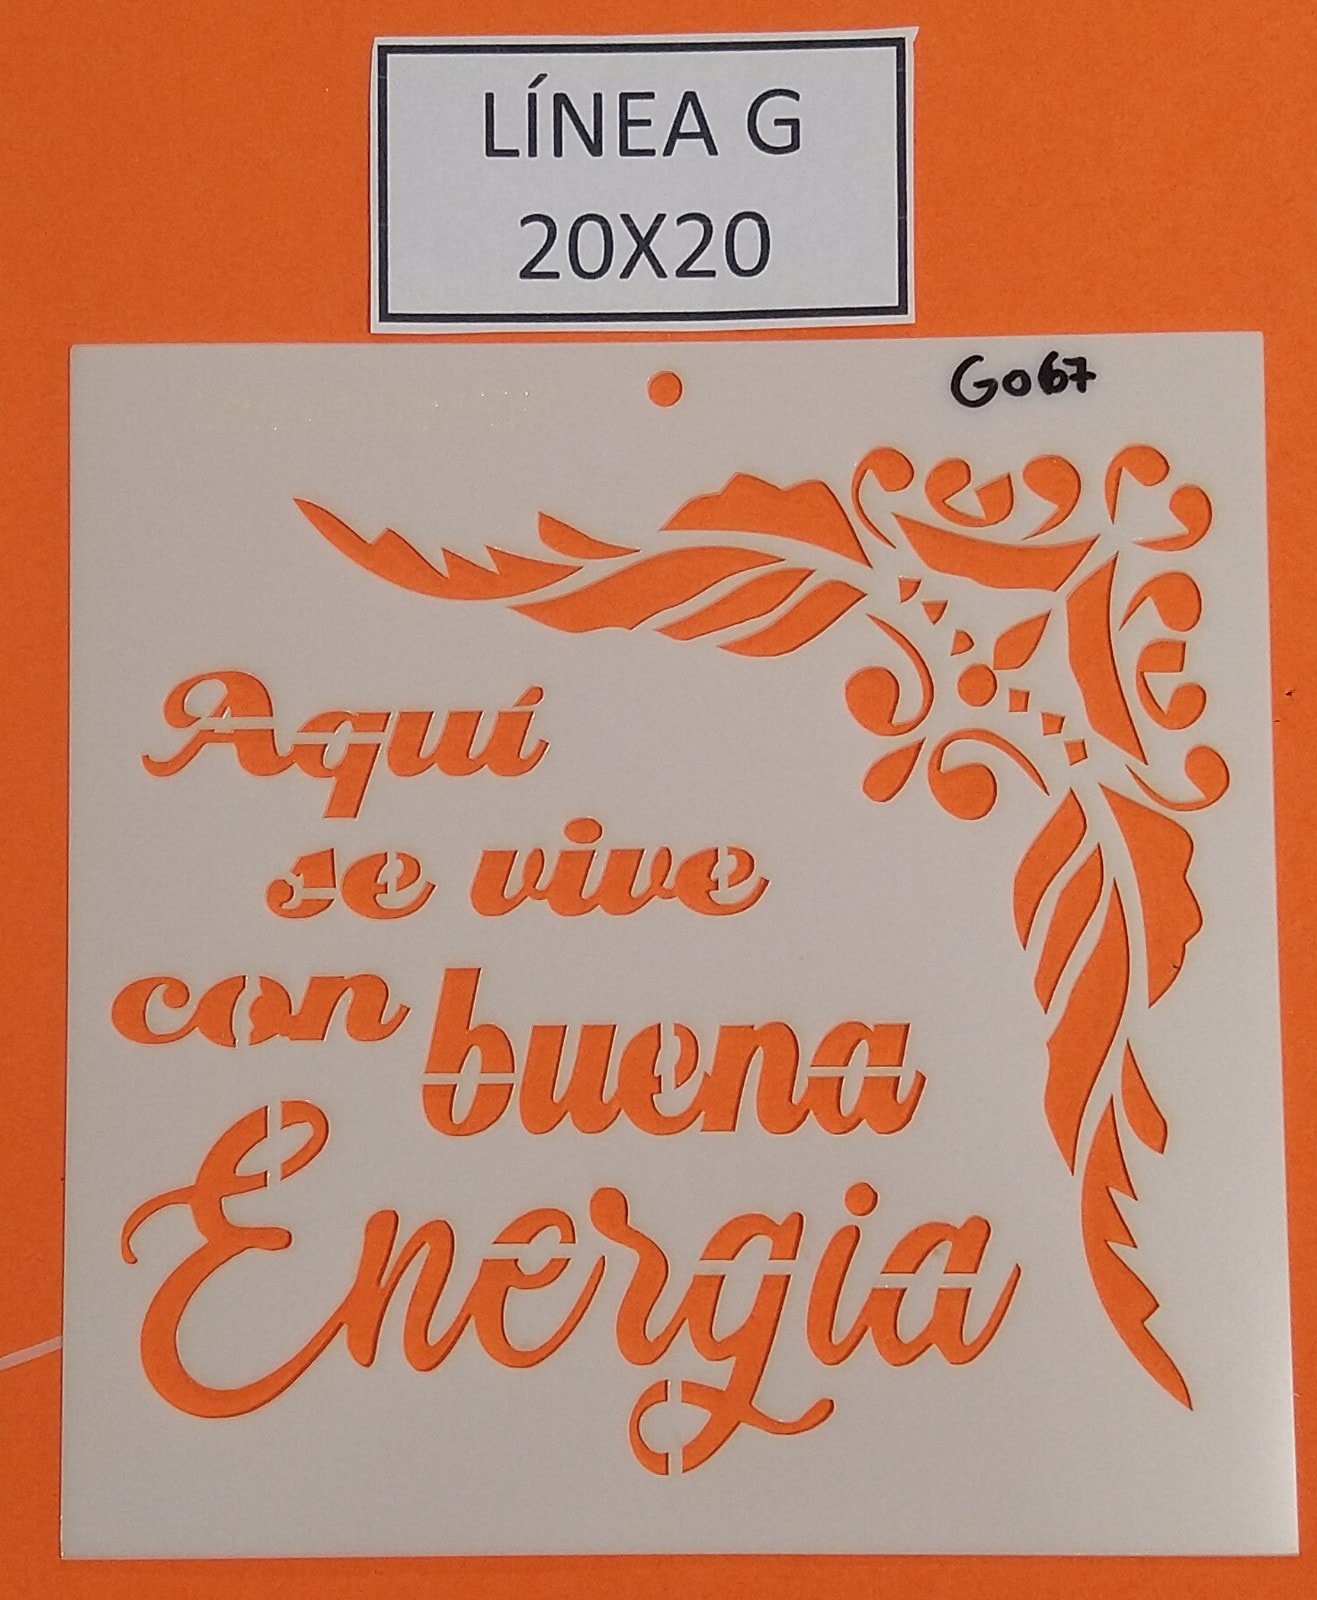 LÍNEA G
20X20
G067
Aquí
se vive
con buena
Energia